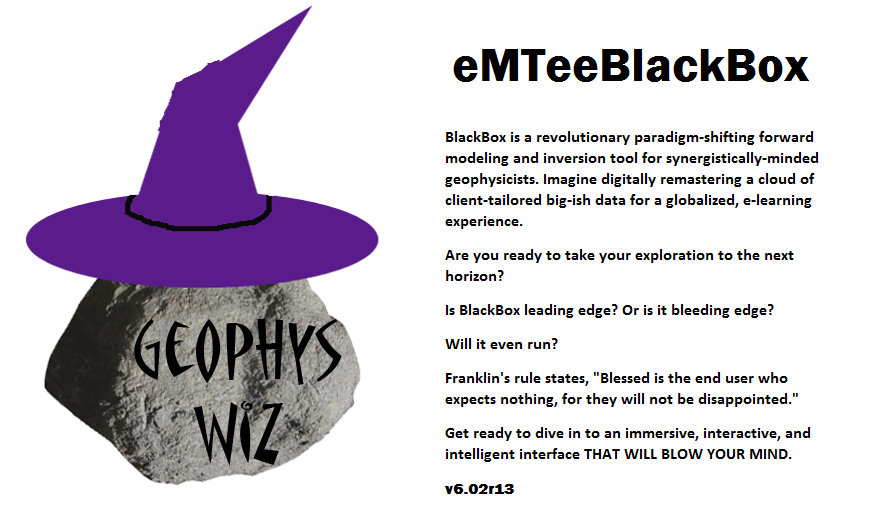 GEOPHYS
WIZ
eMTeeBlackBox
BlackBox is a revolutionary paradigm-shifting forward
modeling and inversion tool for synergistically-minded
geophysicists. Imagine digitally remastering a cloud of
client-tailored big-ish data for a globalized, e-learning
experience.
Are you ready to take your exploration to the next
horizon?
Is BlackBox leading edge? Or is it bleeding edge?
Will it even run?
Franklin's rule states, "Blessed is the end user who
expects nothing, for they will not be disappointed."
Get ready to dive in to an immersive, interactive, and
intelligent interface THAT WILL BLOW YOUR MIND.
v6.02r13